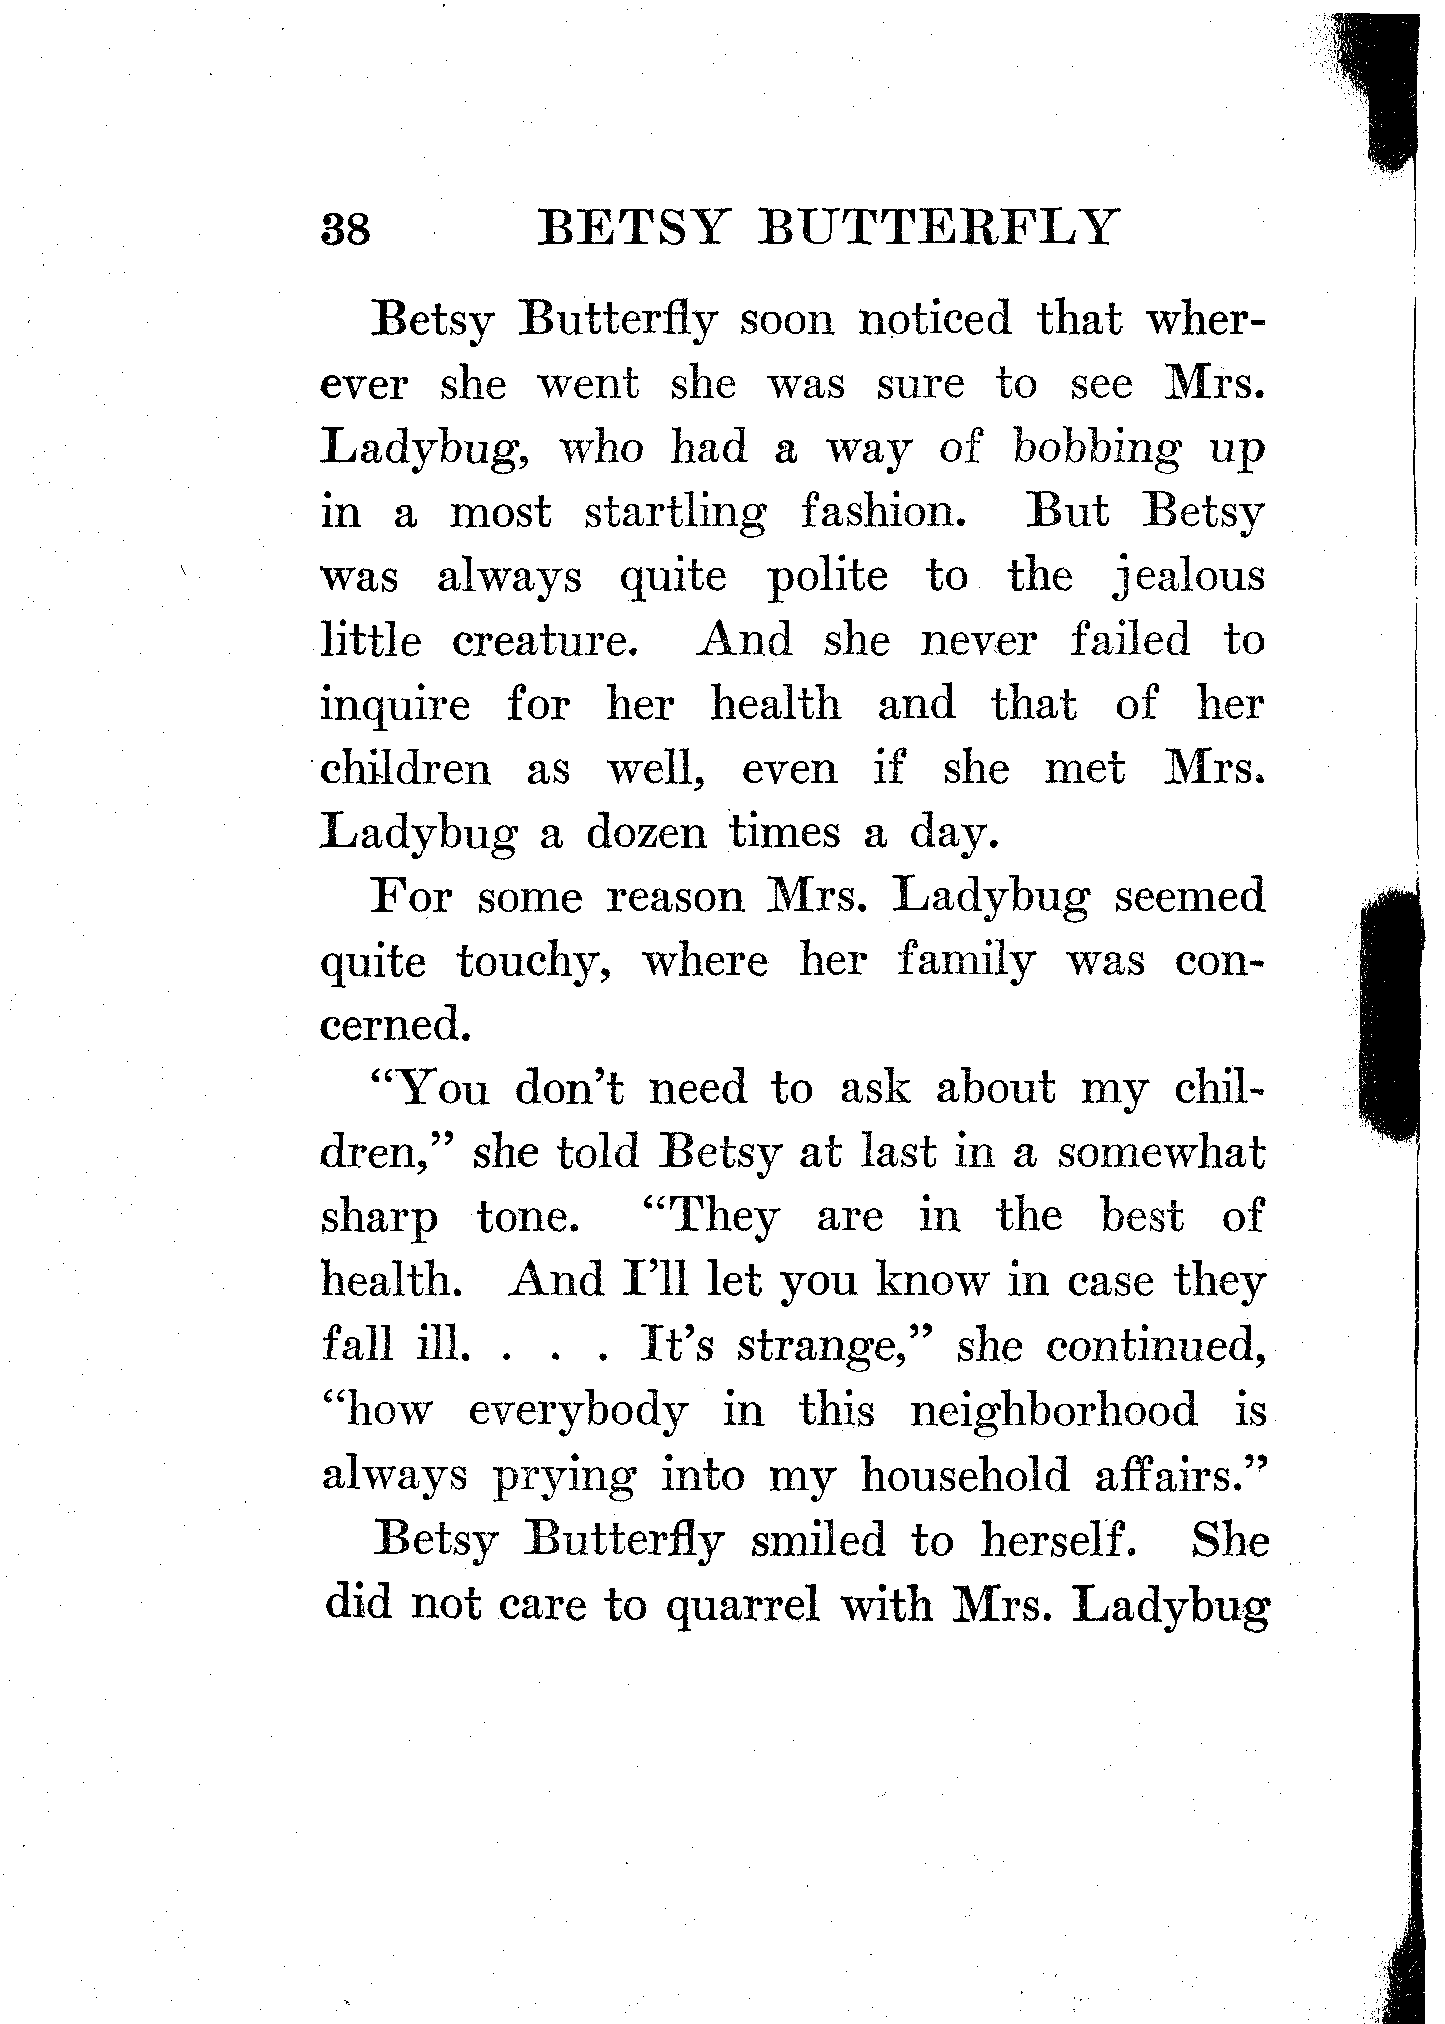 38 BETSY BUTTERFLY
Betsy Butterfly soon noticed that wher-
ever she went she was sure to see Mrs.
Ladybug, who had a way of bobbing up
in a most startling fashion. But Betsy
was always quite polite to the jealous
little creature. And she never failed to
inquire for her health and that of her
children as well, even if she met Mrs.
Ladybug a dozen times a day.
For some reason Mrs. Ladybug seemed
quite touchy, where her family was con-
cerned.
"You don't need to ask about my chil-
dren," she told Betsy at last in a somewhat
sharp tone. "They are in the best of
health. And I'll let you know in case they
fall ill. . . . It's strange," she continued,
"how everybody in this neighborhood is
always prying into my household affairs."
Betsy Butterfly smiled to herself. She
did not care to quarrel with Mrs. Ladybug